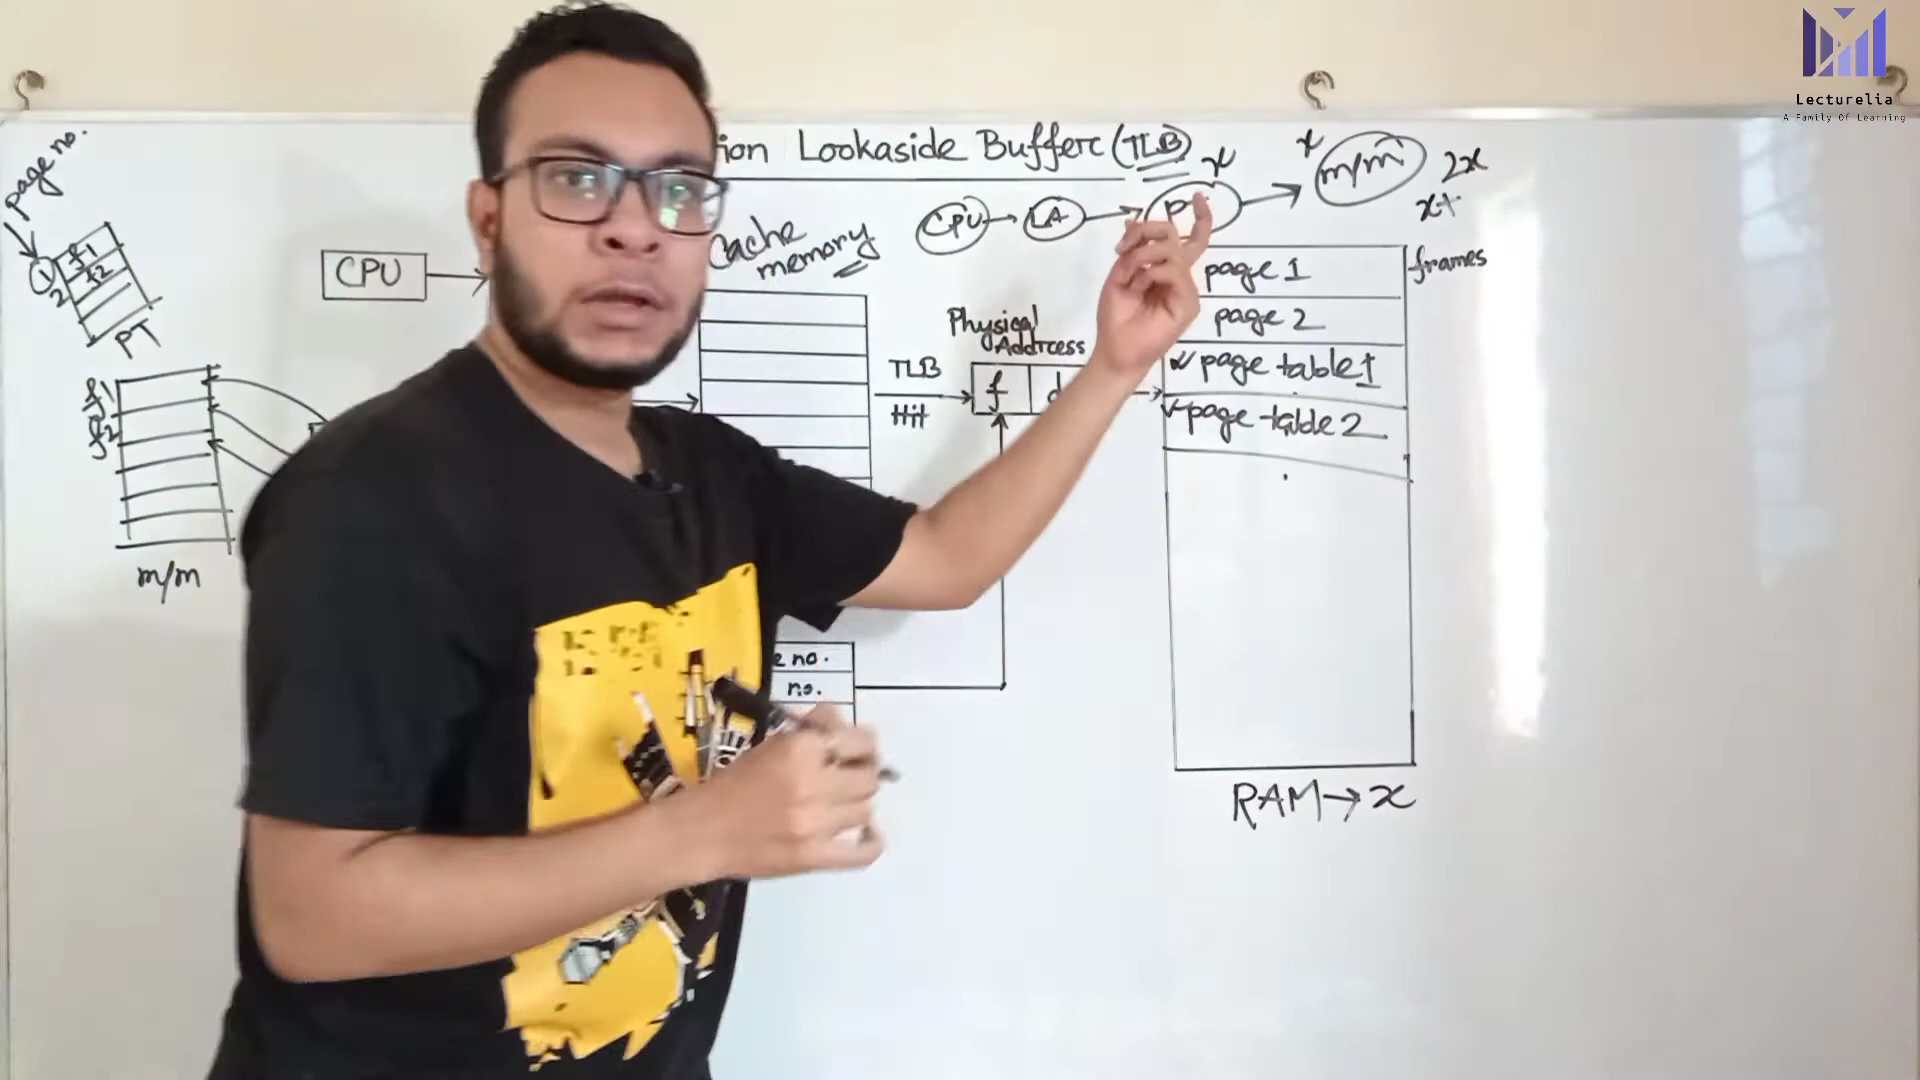 Lecturelia
A Family Of Learning
page no.
1 f1
2 f2
PT
f1
f2
m/m
CPU
ion Lookaside Bufferc (TLB)
Cache
memory
CPU → LA → P
x
x
m/m
2x
x+
Physical
Addrcess
TLB
Hit
f d
page 1
page 2
page table 1
page table 2
frames
e no.
no.
RAM → x